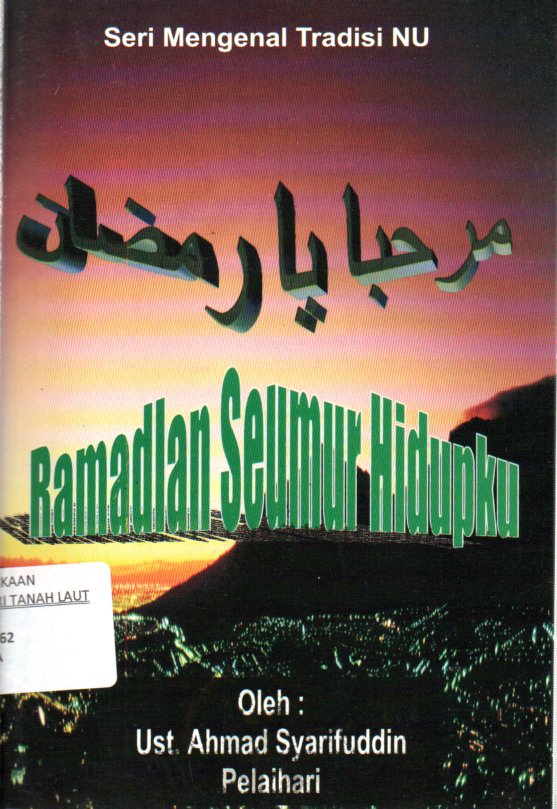 Seri Mengenal Tradisi NU
مرحبا يا رمضان
Ramadlan Seumur Hidupku
KAAN
RI TANAH LAUT
62
A
Oleh :
Ust. Ahmad Syarifuddin
Pelaihari